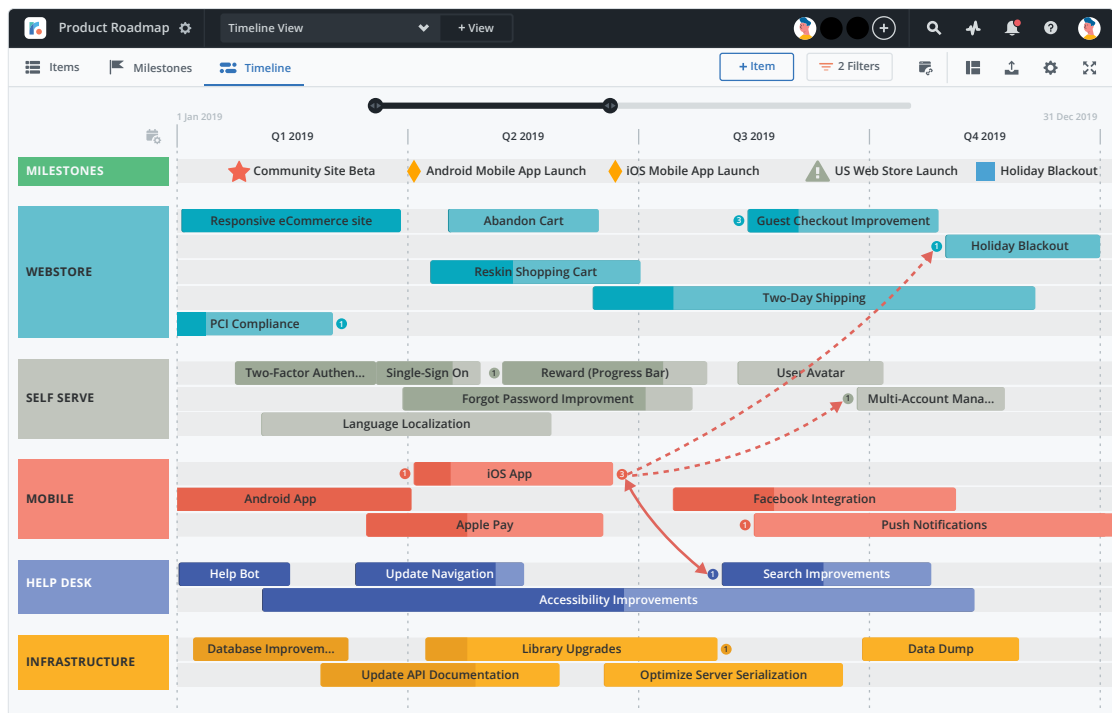 Product Roadmap
Timeline View
+ View
Items
Milestones
Timeline
+ Item
2 Filters
1 Jan 2019
31 Dec 2019
Q1 2019
Q2 2019
Q3 2019
Q4 2019
MILESTONES
Community Site Beta
Android Mobile App Launch
iOS Mobile App Launch
US Web Store Launch
Holiday Blackout
WEBSTORE
Responsive eCommerce site
Abandon Cart
3
Guest Checkout Improvement
1
Holiday Blackout
Reskin Shopping Cart
Two-Day Shipping
PCI Compliance
1
SELF SERVE
Two-Factor Authen...
Single-Sign On
1
Reward (Progress Bar)
User Avatar
Forgot Password Improvment
1
Multi-Account Mana...
Language Localization
MOBILE
1
iOS App
3
Android App
Facebook Integration
Apple Pay
1
Push Notifications
HELP DESK
Help Bot
Update Navigation
1
Search Improvements
Accessibility Improvements
INFRASTRUCTURE
Database Improvem...
Library Upgrades
1
Data Dump
Update API Documentation
Optimize Server Serialization